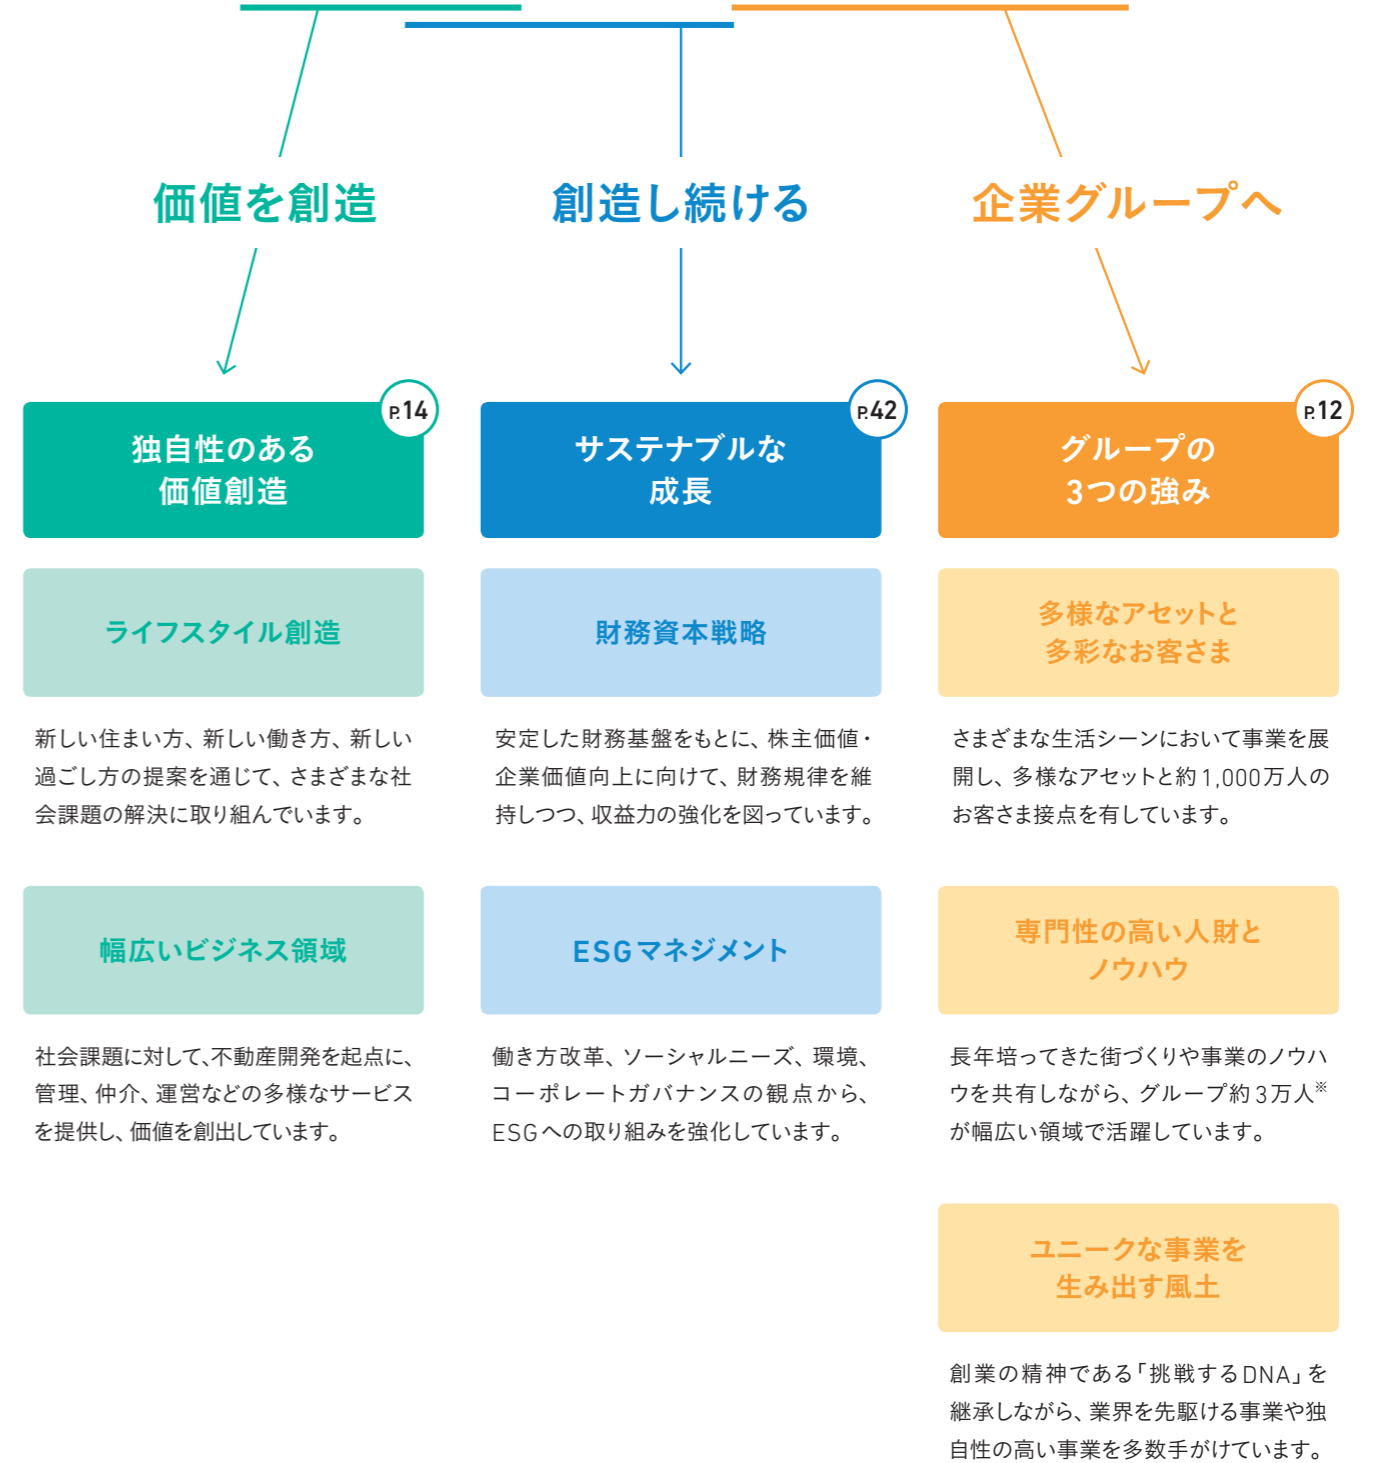 価値を創造
創造し続ける
企業グループへ
P.14
独自性のある
価値創造
ライフスタイル創造
新しい住まい方、新しい働き方、新しい
過ごし方の提案を通じて、さまざまな社
会課題の解決に取り組んでいます。
幅広いビジネス領域
社会課題に対して、不動産開発を起点に、
管理、仲介、運営などの多様なサービス
を提供し、価値を創出しています。
P.42
サステナブルな
成長
財務資本戦略
安定した財務基盤をもとに、株主価値・
企業価値向上に向けて、財務規律を維
持しつつ、収益力の強化を図っています。
ESGマネジメント
働き方改革、ソーシャルニーズ、環境、
コーポレートガバナンスの観点から、
ESGへの取り組みを強化しています。
P.12
グループの
3つの強み
多様なアセットと
多彩なお客さま
さまざまな生活シーンにおいて事業を展
開し、多様なアセットと約1,000万人の
お客さま接点を有しています。
専門性の高い人財と
ノウハウ
長年培ってきた街づくりや事業のノウハ
ウを共有しながら、グループ約3万人※
が幅広い領域で活躍しています。
ユニークな事業を
生み出す風土
創業の精神である「挑戦するDNA」を
継承しながら、業界を先駆ける事業や独
自性の高い事業を多数手がけています。